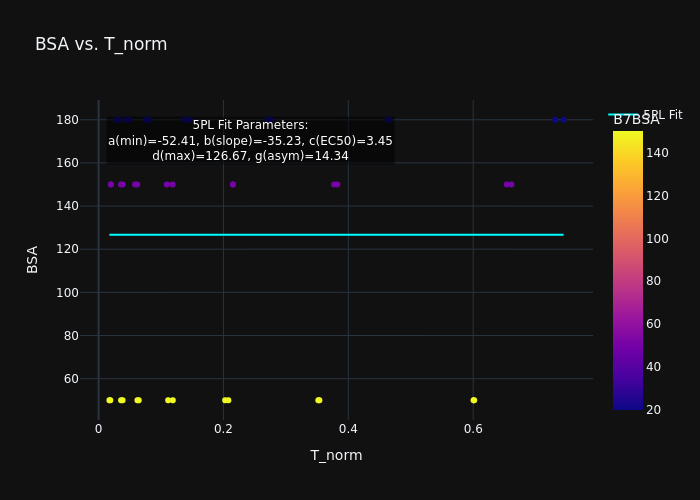 BSA vs. T_norm
5PL Fit Parameters:
a(min)=-52.41, b(slope)=-35.23, c(EC50)=3.45
d(max)=126.67, g(asym)=14.34
5PL Fit
B7BSA
180
160
140
120
100
80
60
BSA
0
0.2
0.4
0.6
T_norm
140
120
100
80
60
40
20